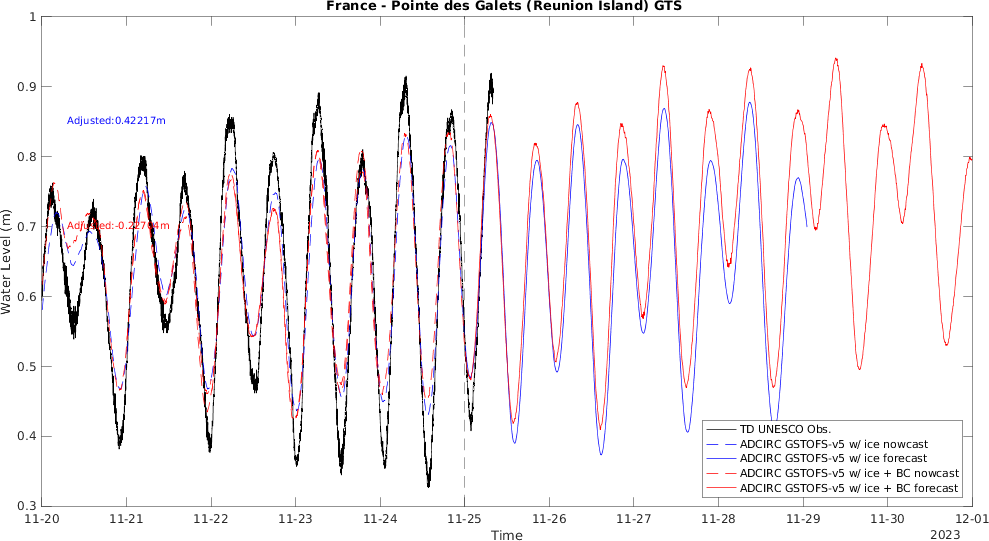 France - Pointe des Galets (Reunion Island) GTS
Water Level (m)
1
0.9
0.8
0.7
0.6
0.5
0.4
0.3
Adjusted:0.42217m
TD UNESCO Obs.
ADCIRC GSTOFS-v5 w/ ice nowcast
ADCIRC GSTOFS-v5 w/ ice forecast
ADCIRC GSTOFS-v5 w/ ice + BC nowcast
ADCIRC GSTOFS-v5 w/ ice + BC forecast
11-20 11-21 11-22 11-23 11-24 11-25 11-26 11-27 11-28 11-29 11-30 12-01
Time
2023